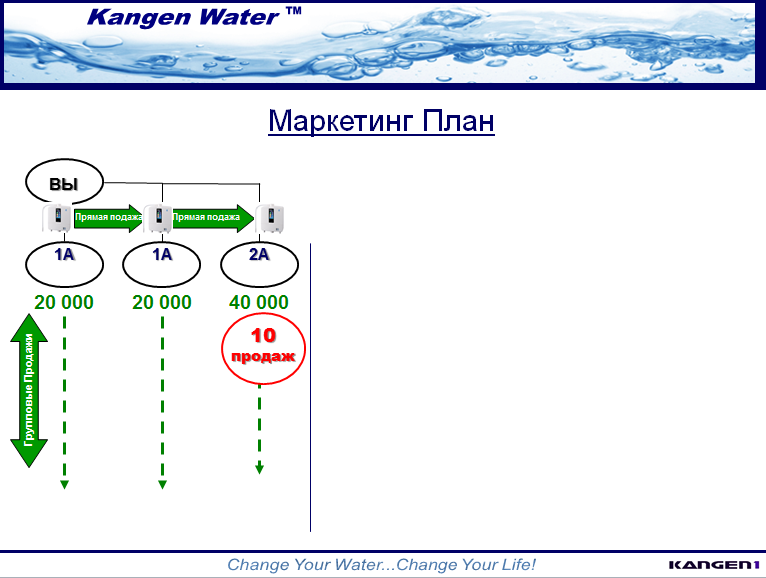 Kangen Water ™
Маркетинг План
ВЫ
Прямая подажа Прямая подажа
1А 1А 2А
20 000 20 000 40 000
10
продаж
Групповые Продажи
Change Your Water...Change Your Life!
KANGEN1